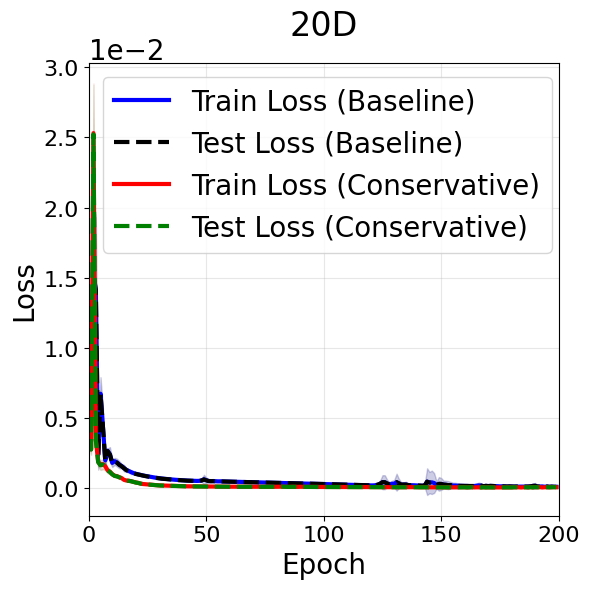 20D
1e−2
3.0
2.5
2.0
1.5
1.0
0.5
0.0
Loss
Train Loss (Baseline)
Test Loss (Baseline)
Train Loss (Conservative)
Test Loss (Conservative)
0 50 100 150 200
Epoch